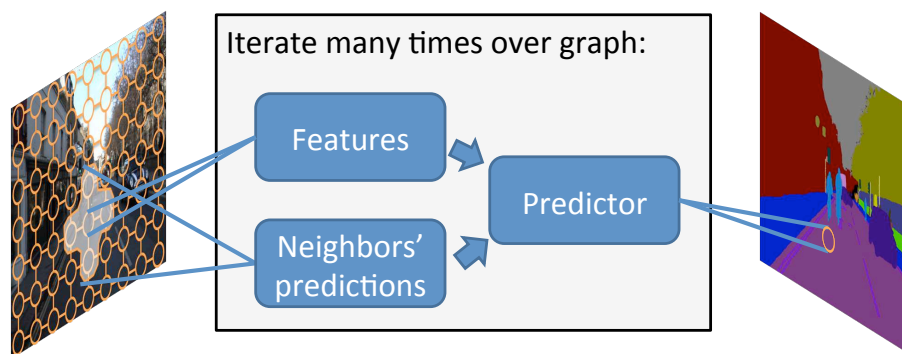 Iterate many times over graph:
Features
Predictor
Neighbors’
predictions